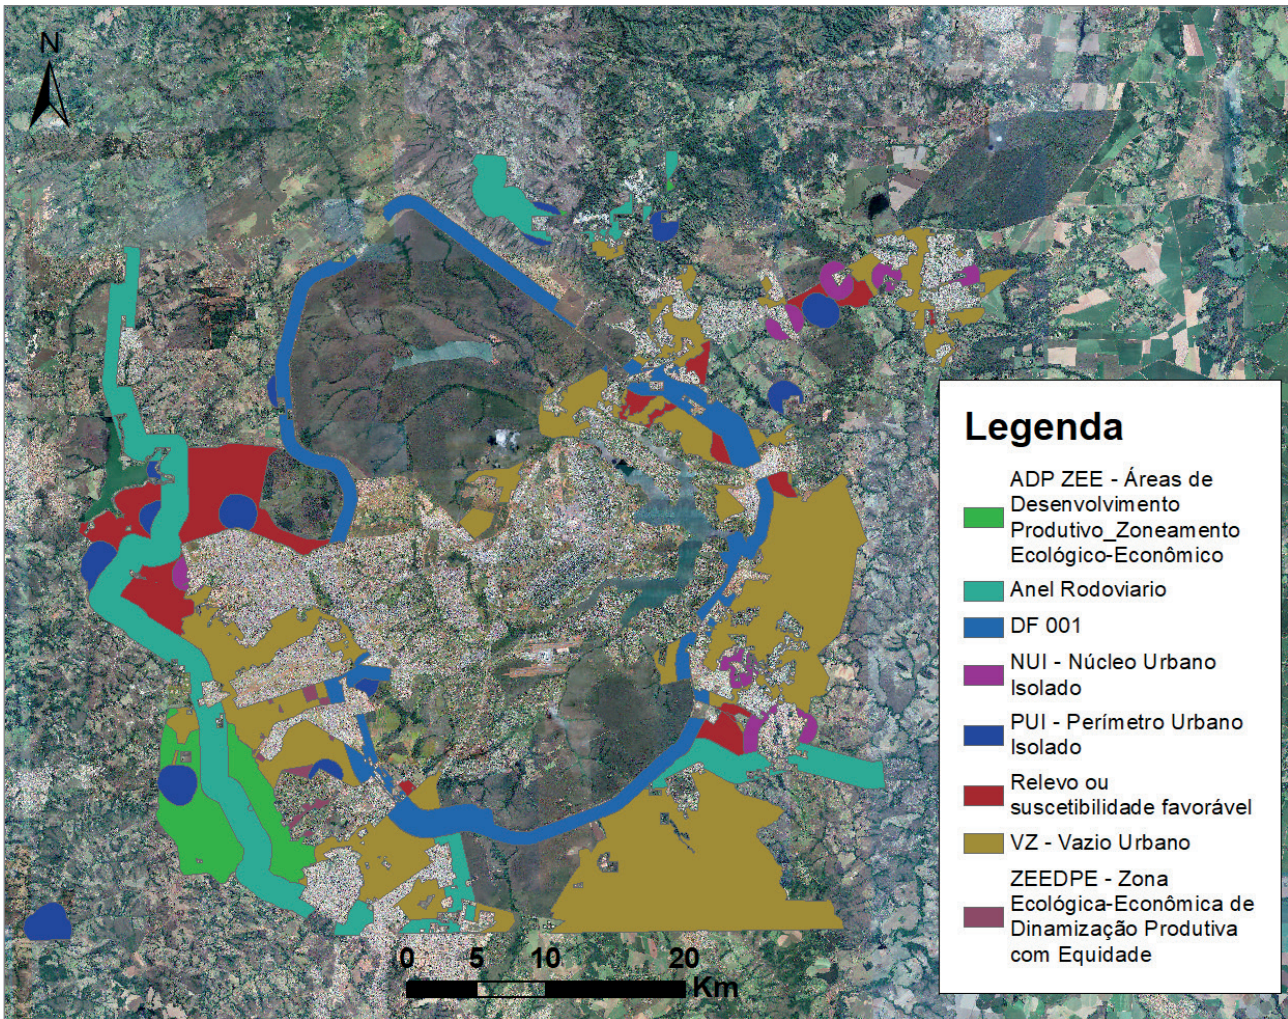 N
Legenda
ADP ZEE - Áreas de
Desenvolvimento
Produtivo_Zoneamento
Ecológico-Econômico
Anel Rodoviario
DF 001
NUI - Núcleo Urbano
Isolado
PUI - Perímetro Urbano
Isolado
Relevo ou
suscetibilidade favorável
VZ - Vazio Urbano
ZEEDPE - Zona
Ecológica-Econômica de
Dinamização Produtiva
com Equidade
0 5 10 20
Km